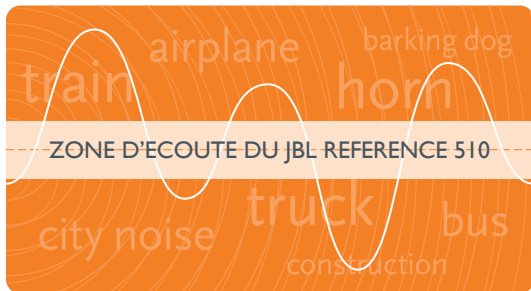 airplane
barking dog
train
horn
ZONE D'ECOUTE DU JBL REFERENCE 510
truck
bus
city noise
construction